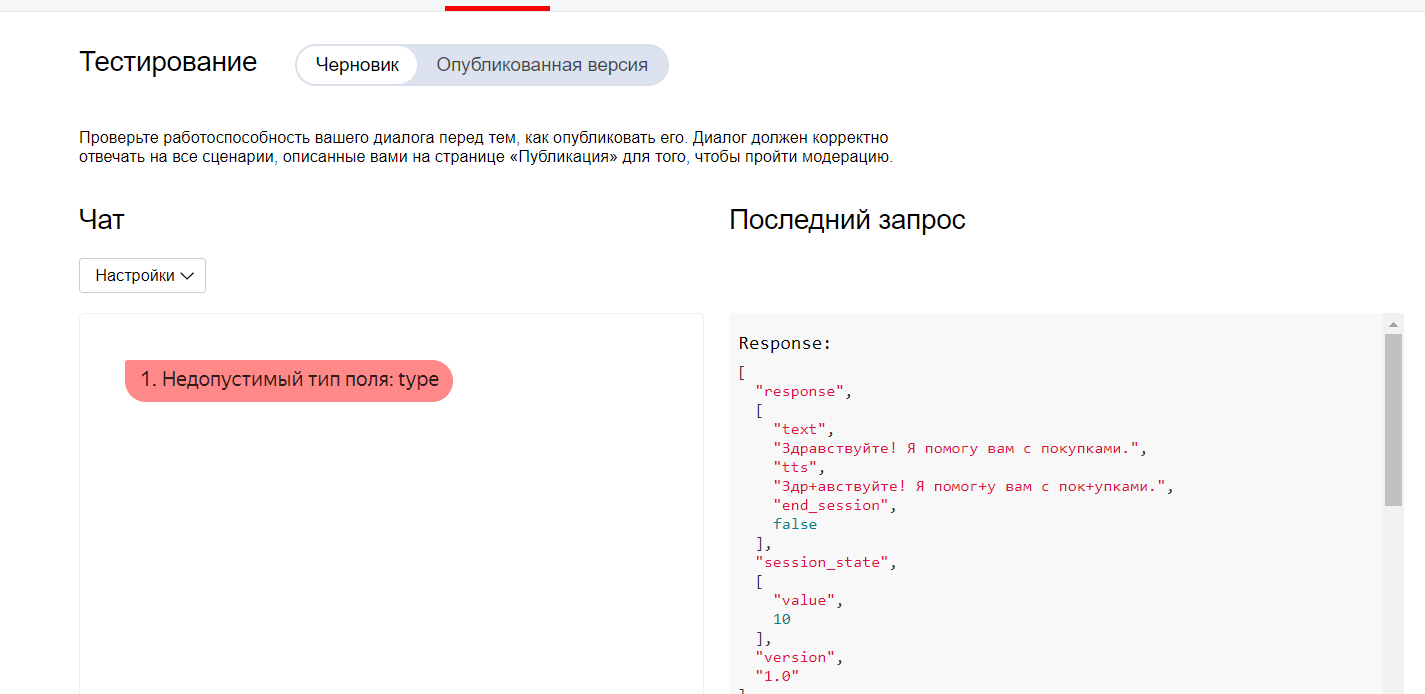 Тестирование
Черновик
Опубликованная версия
Проверьте работоспособность вашего диалога перед тем, как опубликовать его. Диалог должен корректно
отвечать на все сценарии, описанные вами на странице «Публикация» для того, чтобы пройти модерацию.
Чат
Настройки
1. Недопустимый тип поля: type
Последний запрос
Response:
[
"response",
[
"text",
"Здравствуйте! Я помогу вам с покупками.",
"tts",
"Здр+авствуйте! Я помог+у вам с пок+упками.",
"end_session",
false
],
"session_state",
[
"value",
10
],
"version",
"1.0"
]